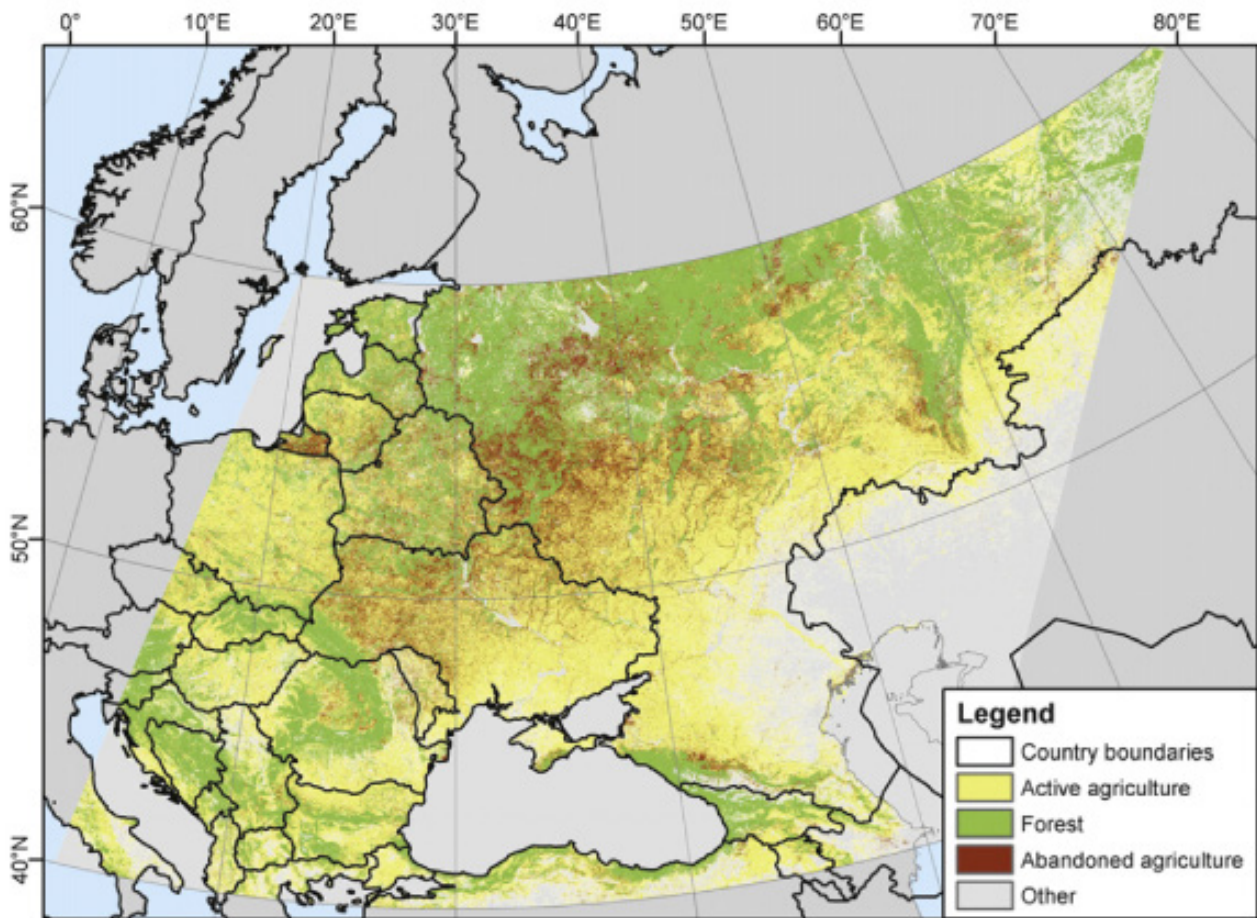 0° 10°E 20°E 30°E 40°E 50°E 60°E 70°E 80°E
60°N
50°N
40°N
Legend
Country boundaries
Active agriculture
Forest
Abandoned agriculture
Other